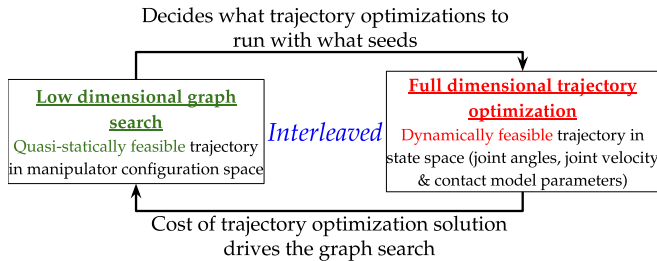 Decides what trajectory optimizations to
run with what seeds
Low dimensional graph
search
Quasi-statically feasible trajectory
in manipulator configuration space
Interleaved
Full dimensional trajectory
optimization
Dynamically feasible trajectory in
state space (joint angles, joint velocity
& contact model parameters)
Cost of trajectory optimization solution
drives the graph search